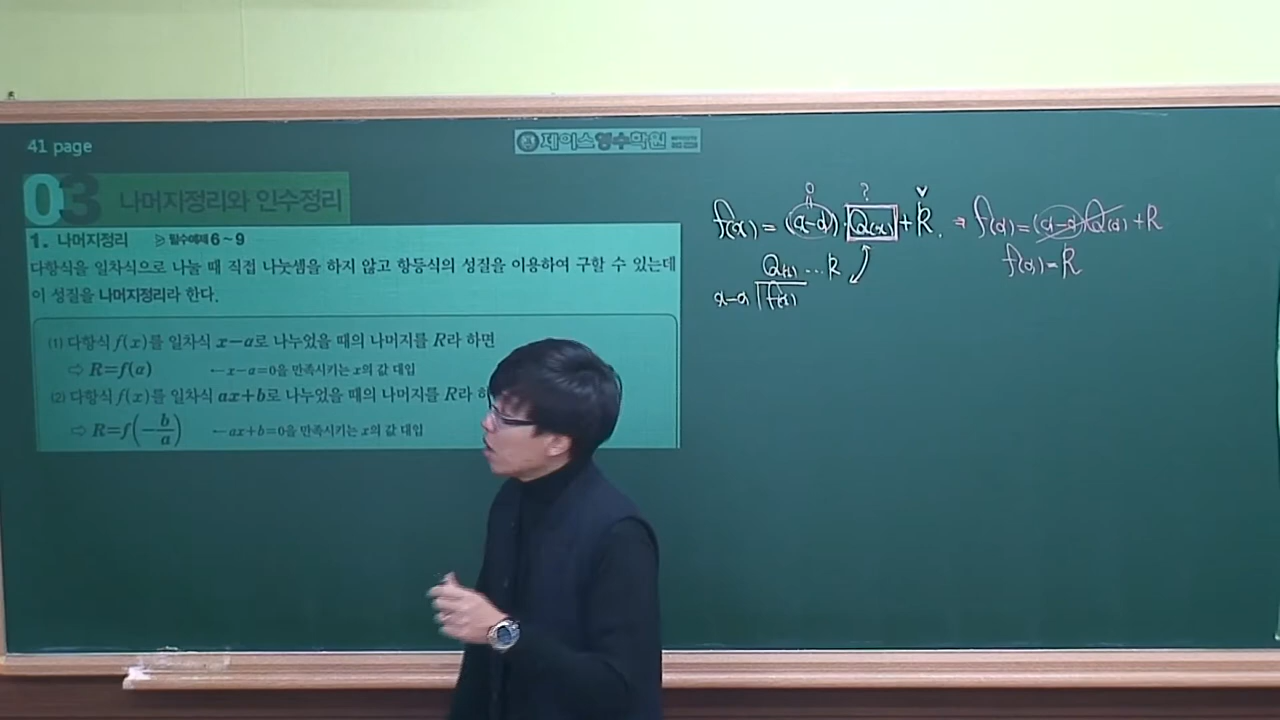 41 page
제이스영수학원
03 나머지정리와 인수정리
1. 나머지정리 ▷ 필수예제 6~9
다항식을 일차식으로 나눌 때 직접 나눗셈을 하지 않고 항등식의 성질을 이용하여 구할 수 있는데
이 성질을 나머지정리라 한다.
(1) 다항식 f(x)를 일차식 x−α로 나누었을 때의 나머지를 R라 하면
⇨ R=f(α) ←x−α=0을 만족시키는 x의 값 대입
(2) 다항식 f(x)를 일차식 ax+b로 나누었을 때의 나머지를 R라 하
⇨ R=f(−b/a) ←ax+b=0을 만족시키는 x의 값 대입
0 ?
f(x)=(x−α)·Q(x)+R. → f(α)=(α−α)Q(α)+R
f(α)=R
Q(x) ... R
x−α f(x)